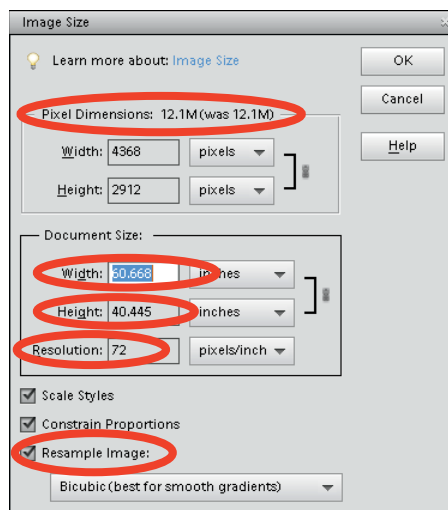 Image Size
Learn more about: Image Size
OK
Cancel
Help
Pixel Dimensions: 12.1M (was 12.1M)
Width: 4368 pixels
Height: 2912 pixels
Document Size:
Width: 60.668 inches
Height: 40.445 inches
Resolution: 72 pixels/inch
Scale Styles
Constrain Proportions
Resample Image:
Bicubic (best for smooth gradients)